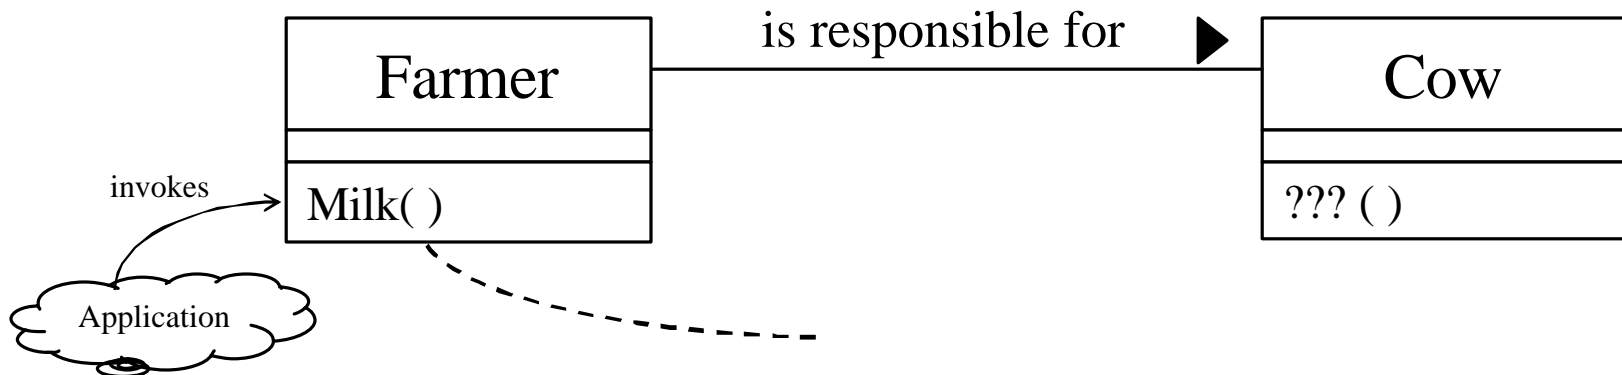 is responsible for
Farmer
Cow
invokes
Milk( )
??? ( )
Application